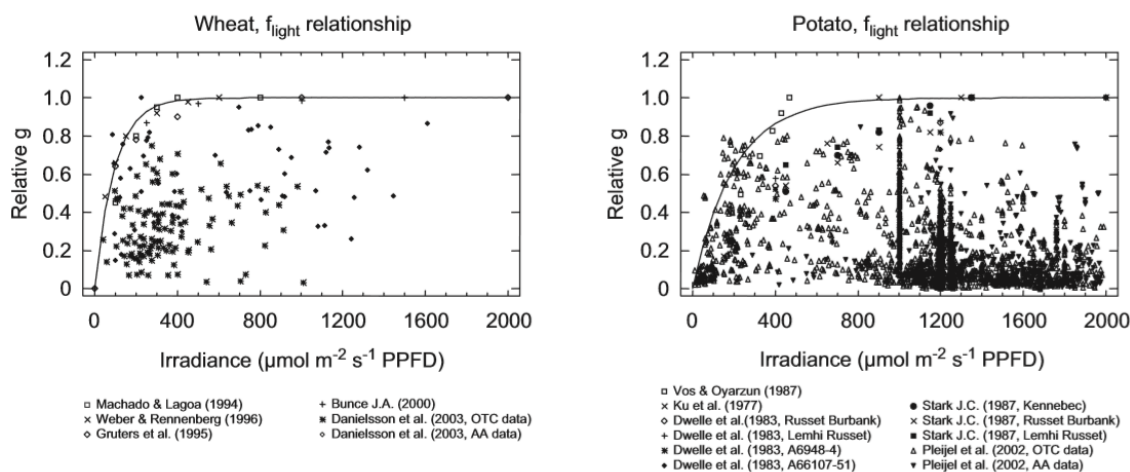 Wheat, flight relationship
Relative g
1.2
1.0
0.8
0.6
0.4
0.2
0
0 400 800 1200 1600 2000
Irradiance (µmol m-2 s-1 PPFD)
Machado & Lagoa (1994)
Weber & Rennenberg (1996)
Gruters et al. (1995)
Bunce J.A. (2000)
Danielsson et al. (2003, OTC data)
Danielsson et al. (2003, AA data)
Potato, flight relationship
Relative g
1.2
1.0
0.8
0.6
0.4
0.2
0
0 400 800 1200 1600 2000
Irradiance (µmol m-2 s-1 PPFD)
Vos & Oyarzun (1987)
Ku et al. (1977)
Dwelle et al.(1983, Russet Burbank)
Dwelle et al. (1983, Lemhi Russet)
Dwelle et al. (1983, A6948-4)
Dwelle et al. (1983, A66107-51)
Stark J.C. (1987, Kennebec)
Stark J.C. (1987, Russet Burbank)
Stark J.C. (1987, Lemhi Russet)
Pleijel et al. (2002, OTC data)
Pleijel et al. 2002, AA data)